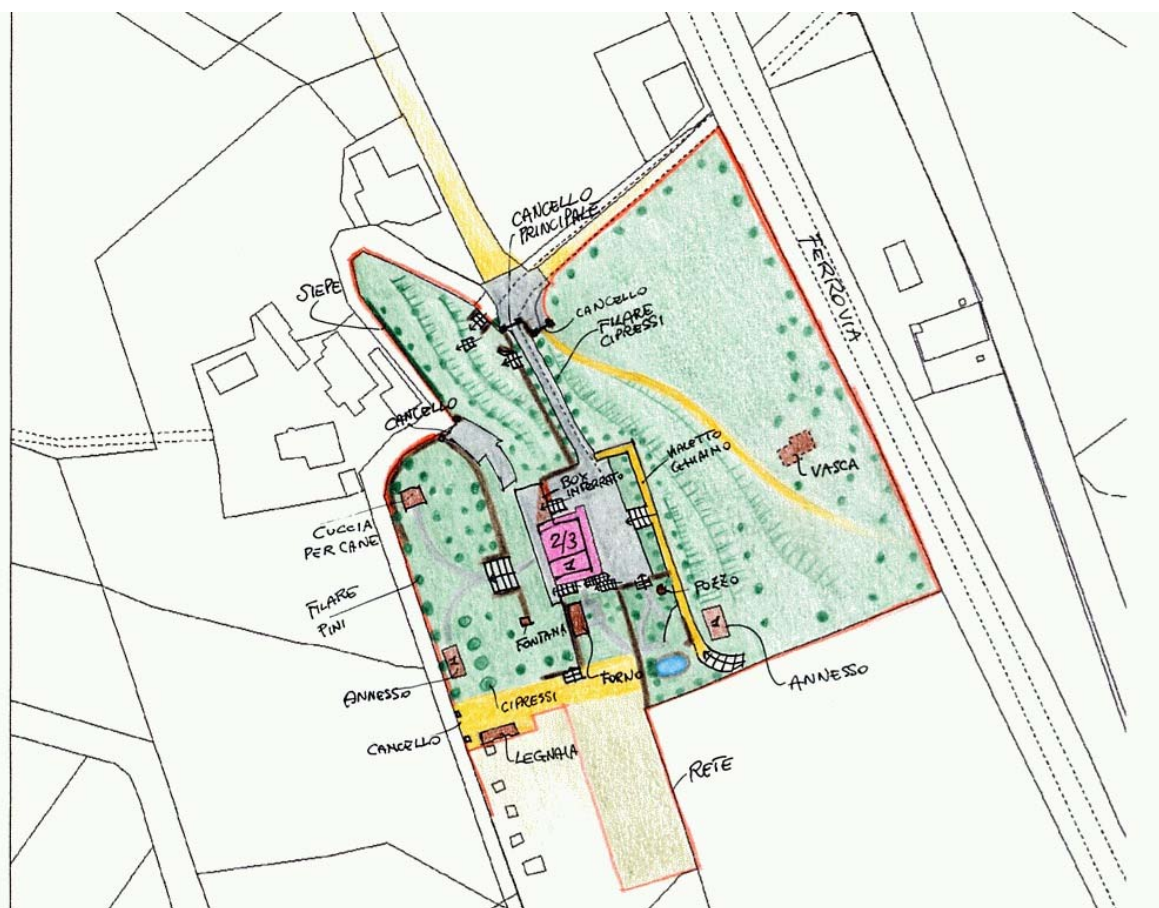 CANCELLO
PRINCIPALE
SIEPE
CANCELLO
FILARE
CIPRESSI
FERROVIA
CANCELLO
VIALETTO
VASCA
BOX
INTERRATO
CUCCIA
PER CANE
2/3
1
FILARE
PINI
POZZO
FONTANA
1
FORNO
1
ANNESSO
ANNESSO
CIPRESSI
CANCELLO
LEGNAIA
RETE